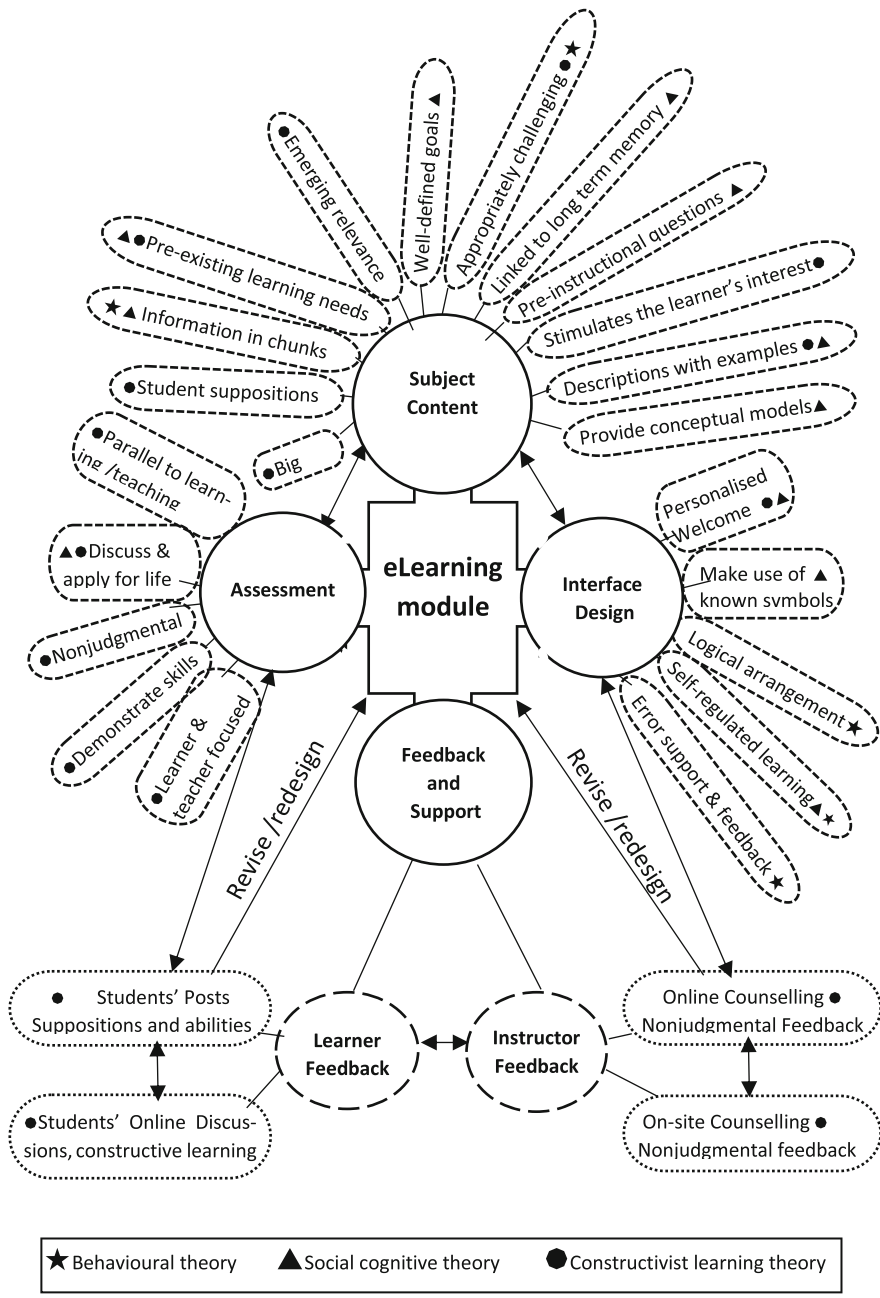 Appropriately challenging ●★
Well-defined goals ▲
Linked to long term memory ▲
●Emerging relevance
Pre-instructional questions ▲
▲●Pre-existing learning needs
Stimulates the learner's interest●
★▲ Information in chunks
Descriptions with examples ●▲
●Student suppositions
Provide conceptual models▲
●Big
Subject
Content
●Parallel to learn-
ing /teaching
▲●Discuss &
apply for life
●Nonjudgmental
●Demonstrate skills
●Learner &
teacher focused
Assessment
eLearning
module
Interface
Design
Personalised
Welcome ●▲
Make use of ▲
known symbols
Logical arrangement★
Self-regulated learning▲★
Error support & feedback★
Feedback
and
Support
Revise /redesign
Revise /redesign
● Students' Posts
Suppositions and abilities
●Students' Online Discus-
sions, constructive learning
Learner
Feedback
Instructor
Feedback
Online Counselling ●
Nonjudgmental Feedback
On-site Counselling ●
Nonjudgmental feedback
★Behavioural theory ▲Social cognitive theory ●Constructivist learning theory